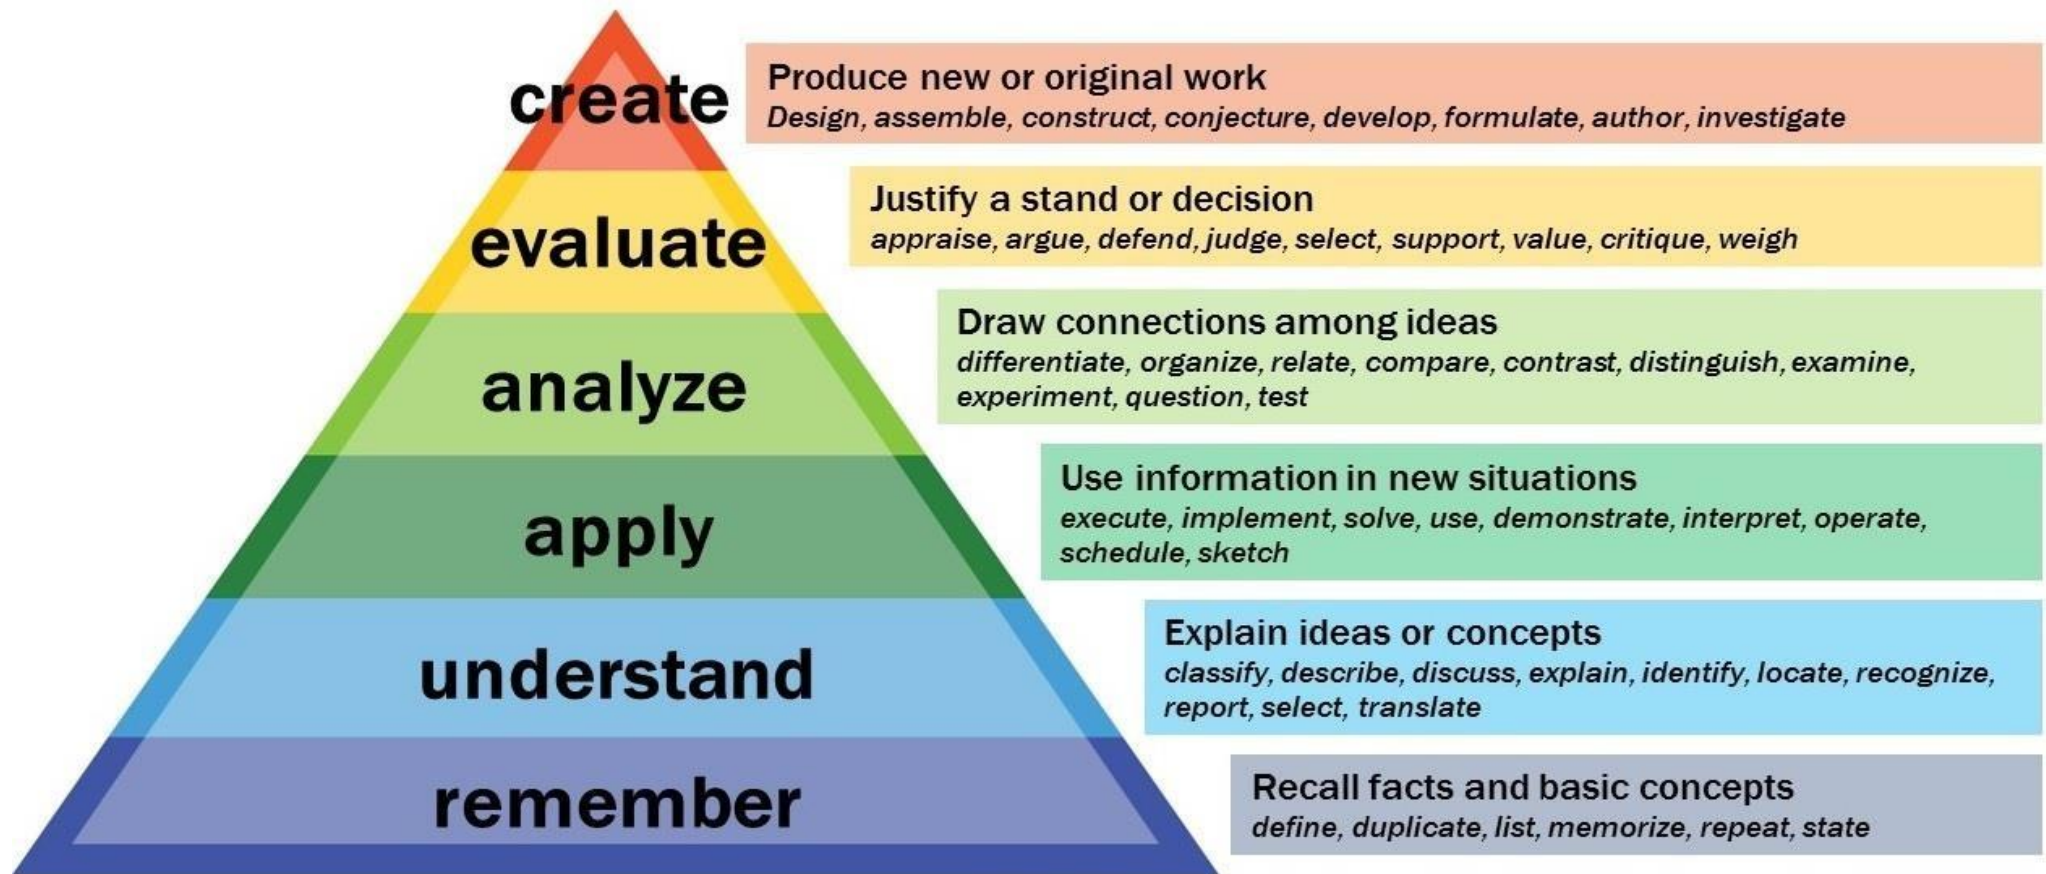 create
Produce new or original work
Design, assemble, construct, conjecture, develop, formulate, author, investigate
evaluate
Justify a stand or decision
appraise, argue, defend, judge, select, support, value, critique, weigh
analyze
Draw connections among ideas
differentiate, organize, relate, compare, contrast, distinguish, examine,
experiment, question, test
apply
Use information in new situations
execute, implement, solve, use, demonstrate, interpret, operate,
schedule, sketch
understand
Explain ideas or concepts
classify, describe, discuss, explain, identify, locate, recognize,
report, select, translate
remember
Recall facts and basic concepts
define, duplicate, list, memorize, repeat, state